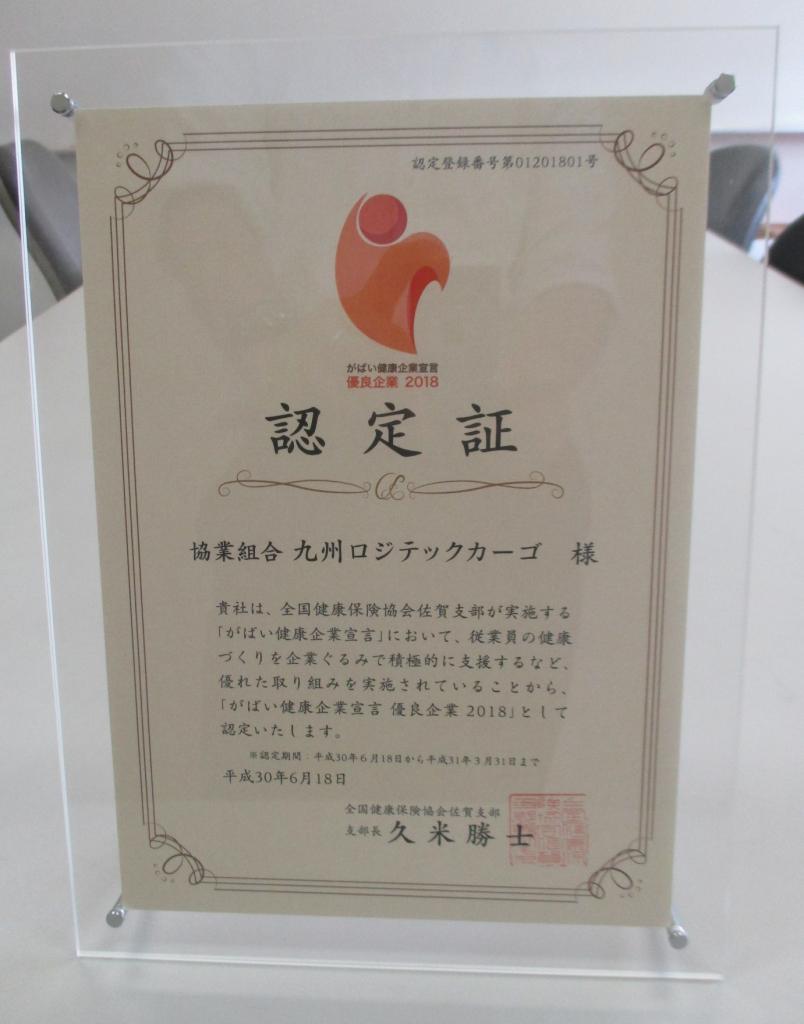 認定登録番号第01201801号
がばい健康企業宣言
優良企業 2018
認定証
協業組合 九州ロジテックカーゴ 様
貴社は、全国健康保険協会佐賀支部が実施する
「がばい健康企業宣言」において、従業員の健康
づくりを企業ぐるみで積極的に支援するなど、
優れた取り組みを実施されていることから、
「がばい健康企業宣言 優良企業 2018」として
認定いたします。
※認定期間：平成30年6月18日から平成31年3月31日まで
平成30年6月18日
全国健康保険協会佐賀支部
支部長 久米勝士